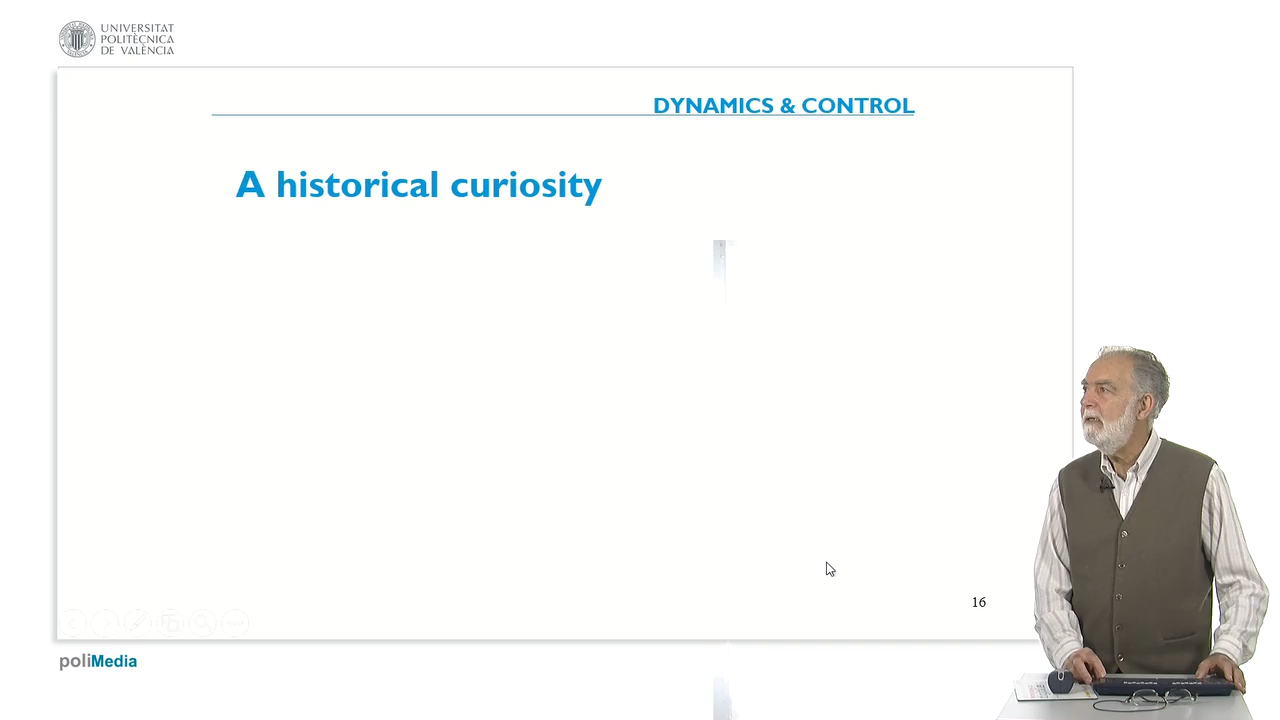 UNIVERSITAT
POLITÈCNICA
DE VALÈNCIA
DYNAMICS & CONTROL
A historical curiosity
16
poliMedia